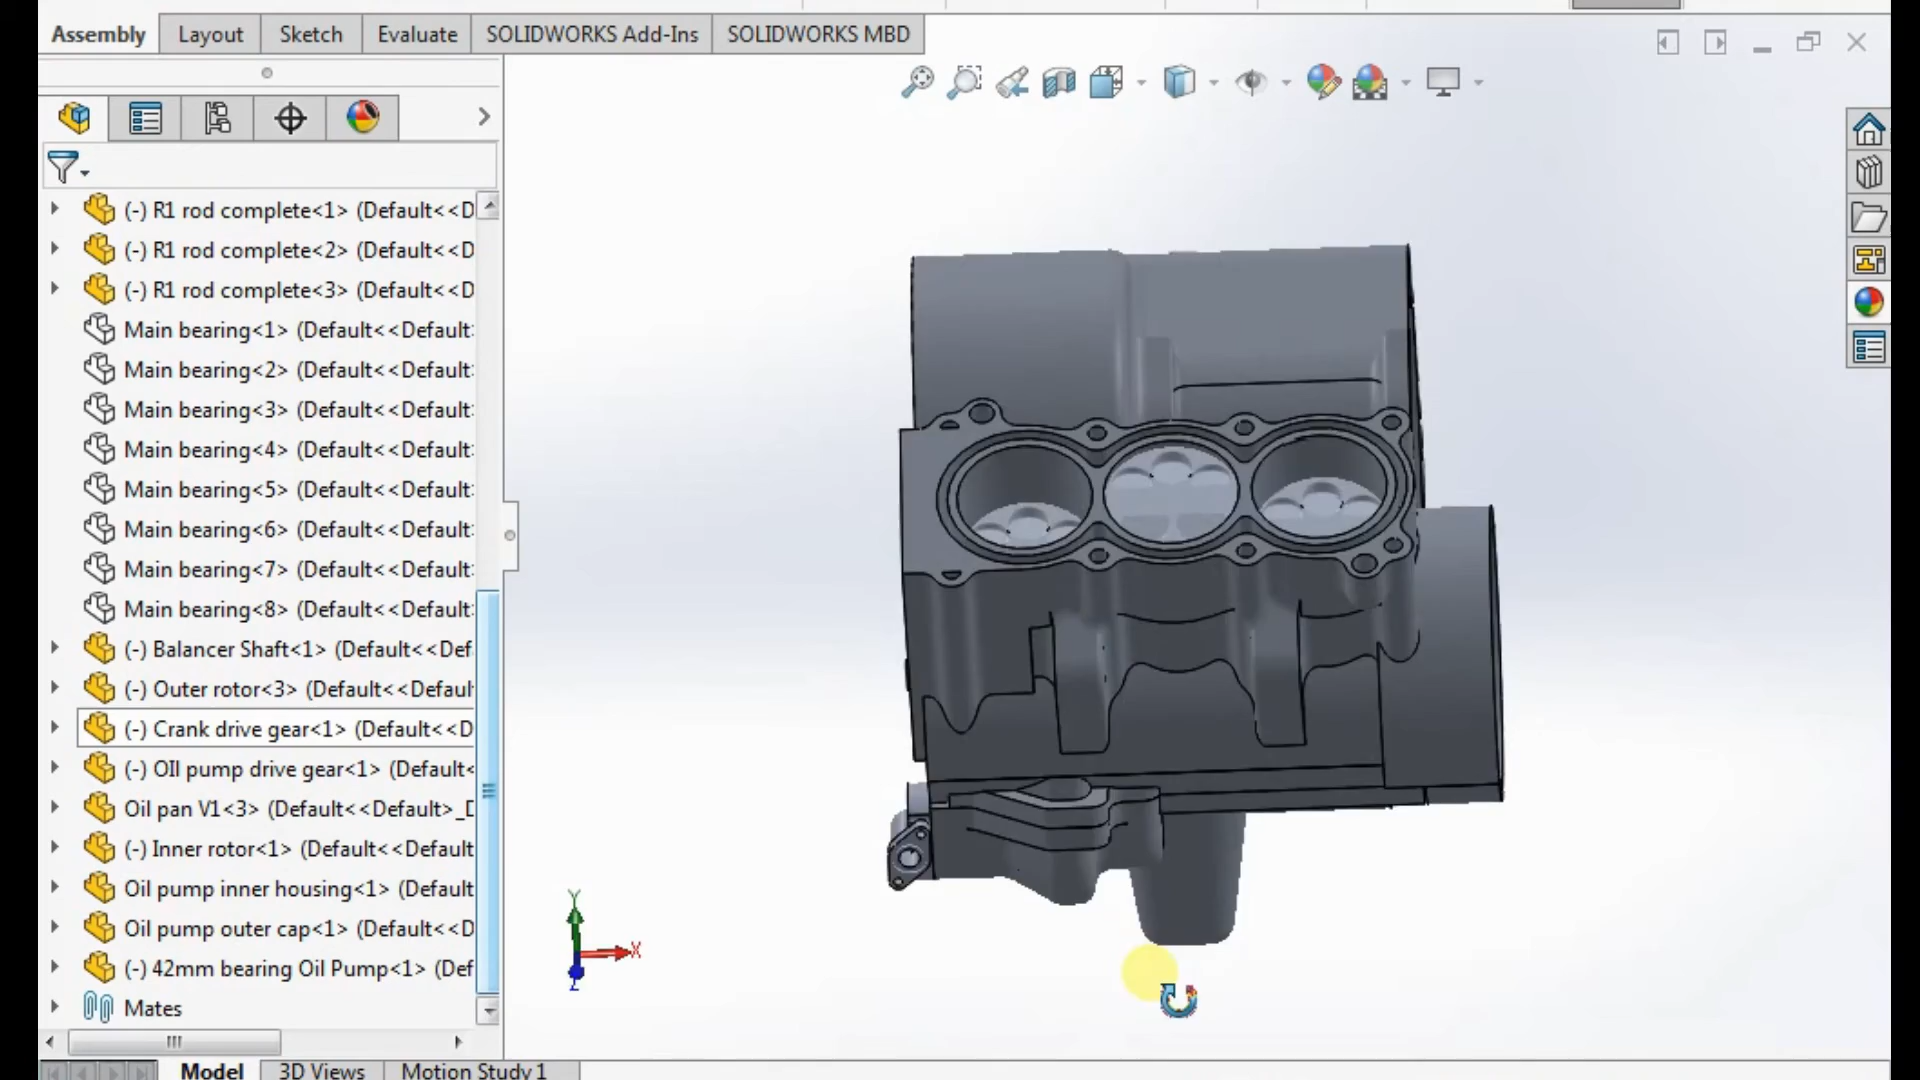 Assembly Layout Sketch Evaluate SOLIDWORKS Add-Ins SOLIDWORKS MBD
(-) R1 rod complete<1> (Default<<D
(-) R1 rod complete<2> (Default<<D
(-) R1 rod complete<3> (Default<<D
Main bearing<1> (Default<<Default
Main bearing<2> (Default<<Default
Main bearing<3> (Default<<Default
Main bearing<4> (Default<<Default
Main bearing<5> (Default<<Default
Main bearing<6> (Default<<Default
Main bearing<7> (Default<<Default
Main bearing<8> (Default<<Default
(-) Balancer Shaft<1> (Default<<Def
(-) Outer rotor<3> (Default<<Defaul
(-) Crank drive gear<1> (Default<<D
(-) OIl pump drive gear<1> (Default<
Oil pan V1<3> (Default<<Default>_D
(-) Inner rotor<1> (Default<<Default
Oil pump inner housing<1> (Default
Oil pump outer cap<1> (Default<<D
(-) 42mm bearing Oil Pump<1> (Def
Mates
Y
X
Z
Model 3D Views Motion Study 1